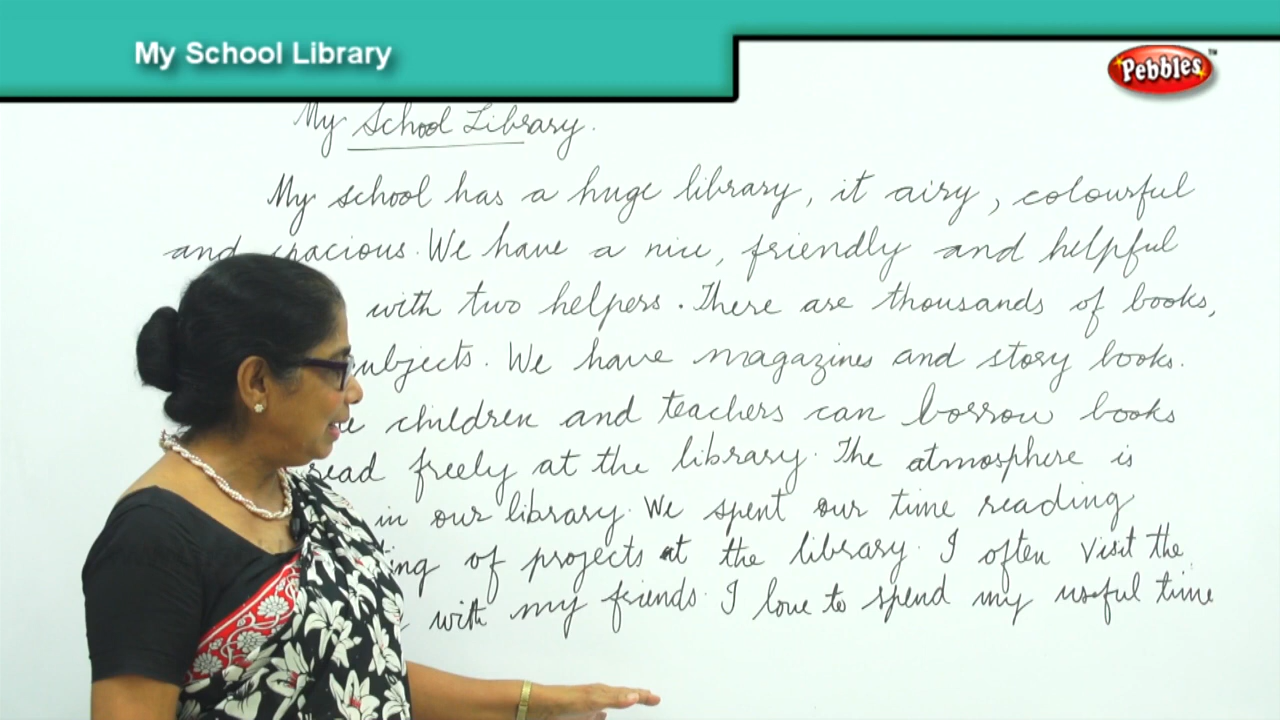 My School Library
Pebbles™
My School Library.
My school has a huge library, it airy, colourful
and spacious. We have a nice, friendly and helpful
with two helpers. There are thousands of books,
subjects. We have magazines and story books.
children and teachers can borrow books
read freely at the library. The atmosphere is
in our library. We spent our time reading
of projects at the library. I often visit the
with my friends. I love to spend my useful time